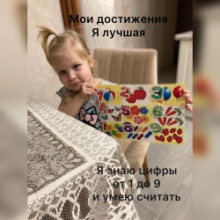 Мои достижения
Я лучшая
Я знаю цифры
от 1 до 9
и умею считать